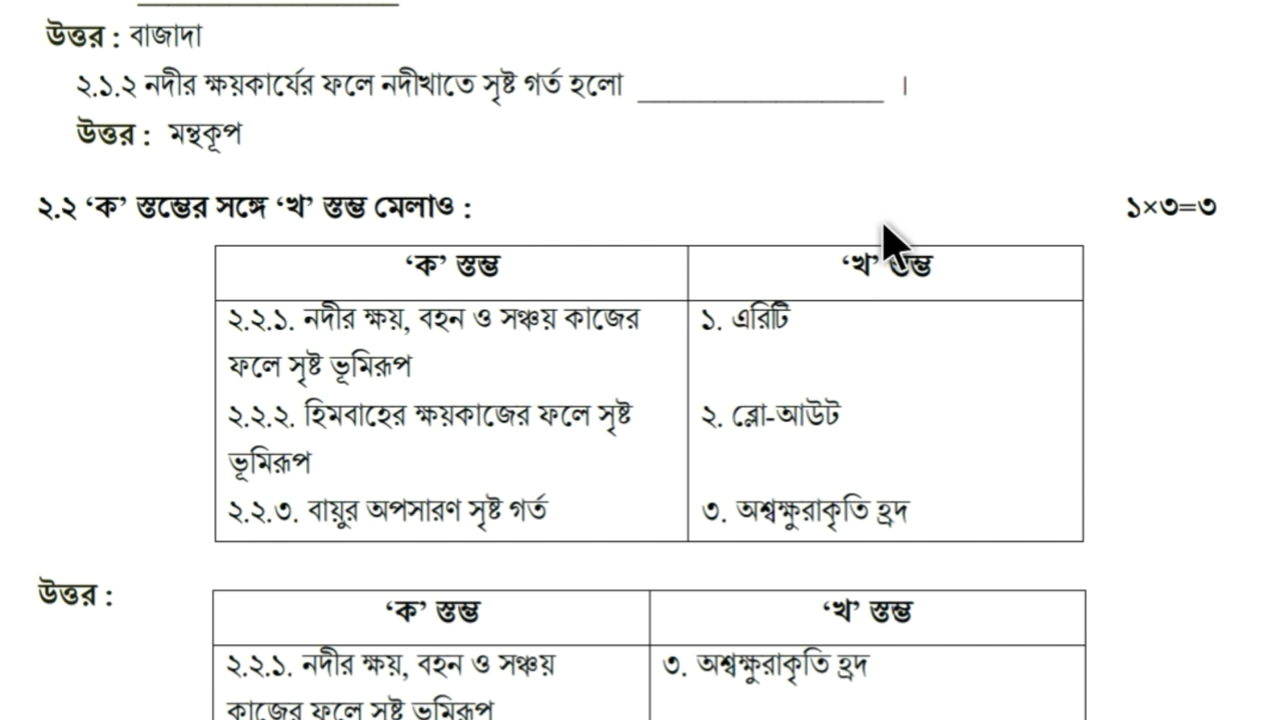 উত্তর : বাজাদা
২.১.২ নদীর ক্ষয়কার্যের ফলে নদীখাতে সৃষ্ট গর্ত হলো ________________ ।
উত্তর : মন্থকূপ
২.২ ‘ক’ স্তম্ভের সঙ্গে ‘খ’ স্তম্ভ মেলাও : ১×৩=৩
‘ক’ স্তম্ভ ‘খ’ স্তম্ভ
২.২.১. নদীর ক্ষয়, বহন ও সঞ্চয় কাজের ১. এরিটি
ফলে সৃষ্ট ভূমিরূপ
২.২.২. হিমবাহের ক্ষয়কাজের ফলে সৃষ্ট ২. ব্লো-আউট
ভূমিরূপ
২.২.৩. বায়ুর অপসারণ সৃষ্ট গর্ত ৩. অশ্বক্ষুরাকৃতি হ্রদ
উত্তর :
‘ক’ স্তম্ভ ‘খ’ স্তম্ভ
২.২.১. নদীর ক্ষয়, বহন ও সঞ্চয় ৩. অশ্বক্ষুরাকৃতি হ্রদ
কাজের ফলে সৃষ্ট ভূমিরূপ